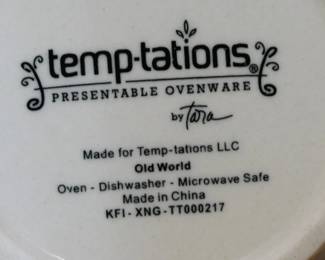 temp-tations®
PRESENTABLE OVENWARE
by Tara
Made for Temp-tations LLC
Old World
Oven - Dishwasher - Microwave Safe
Made in China
KFI - XNG-TT000217